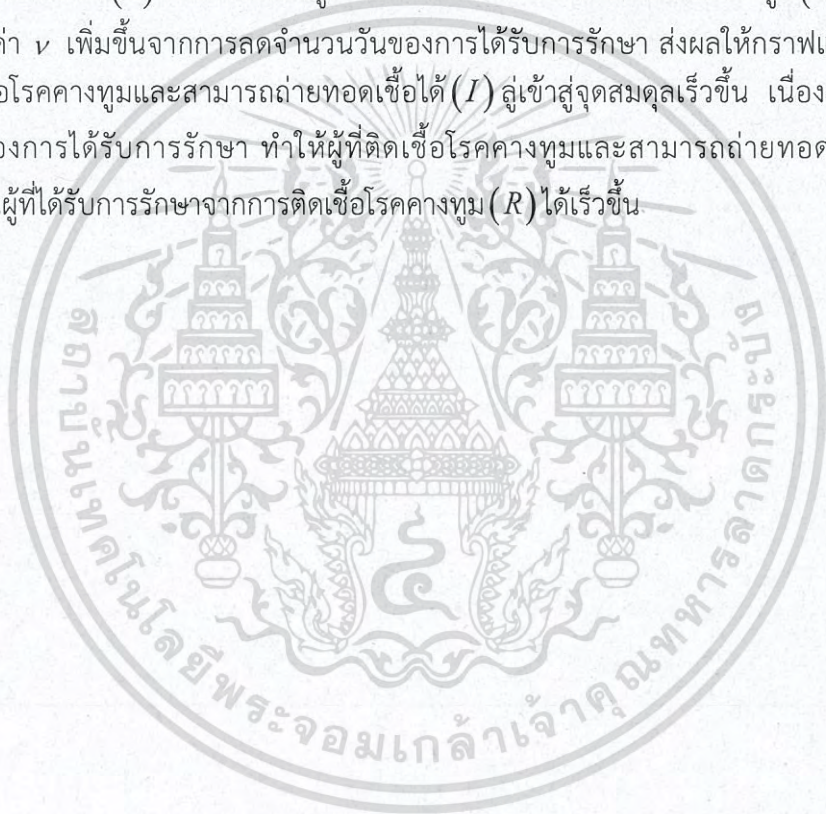 ค่า ν เพิ่มขึ้นจากการลดจำนวนวันของการได้รับการรักษา ส่งผลให้กราฟเ
อโรคคางทูมและสามารถถ่ายทอดเชื้อได้ (I) ลู่เข้าสู่จุดสมดุลเร็วขึ้น เนื่อง
องการได้รับการรักษา ทำให้ผู้ที่ติดเชื้อโรคคางทูมและสามารถถ่ายทอด
ผู้ที่ได้รับการรักษาจากการติดเชื้อโรคคางทูม (R) ได้เร็วขึ้น
สถาบันเทคโนโลยีพระจอมเกล้าเจ้าคุณทหารลาดกระบัง